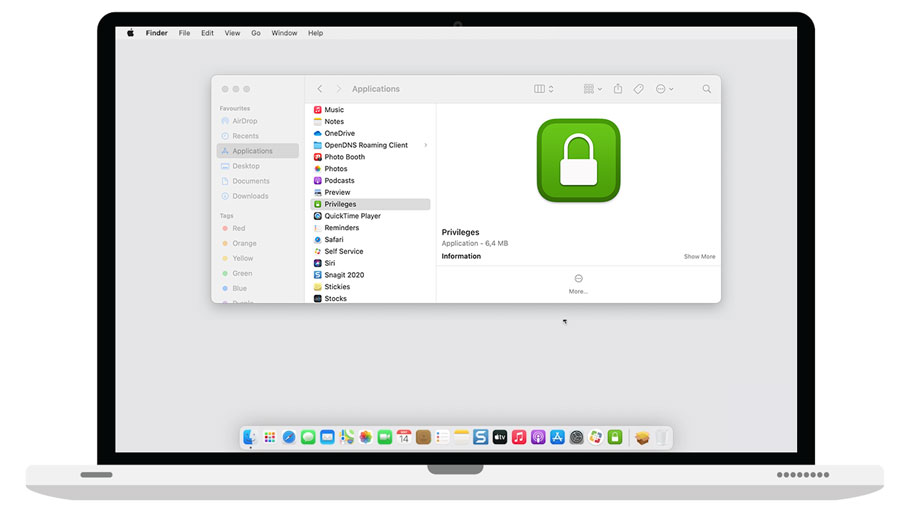 Finder File Edit View Go Window Help
Applications
Favourites
AirDrop
Recents
Applications
Desktop
Documents
Downloads
Tags
Red
Orange
Yellow
Green
Blue
Purple
Music
Notes
OneDrive
OpenDNS Roaming Client
Photo Booth
Photos
Podcasts
Preview
Privileges
QuickTime Player
Reminders
Safari
Self Service
Siri
Snagit 2020
Stickies
Stocks
Privileges
Application - 6,4 MB
Information Show More
More...
14
tv